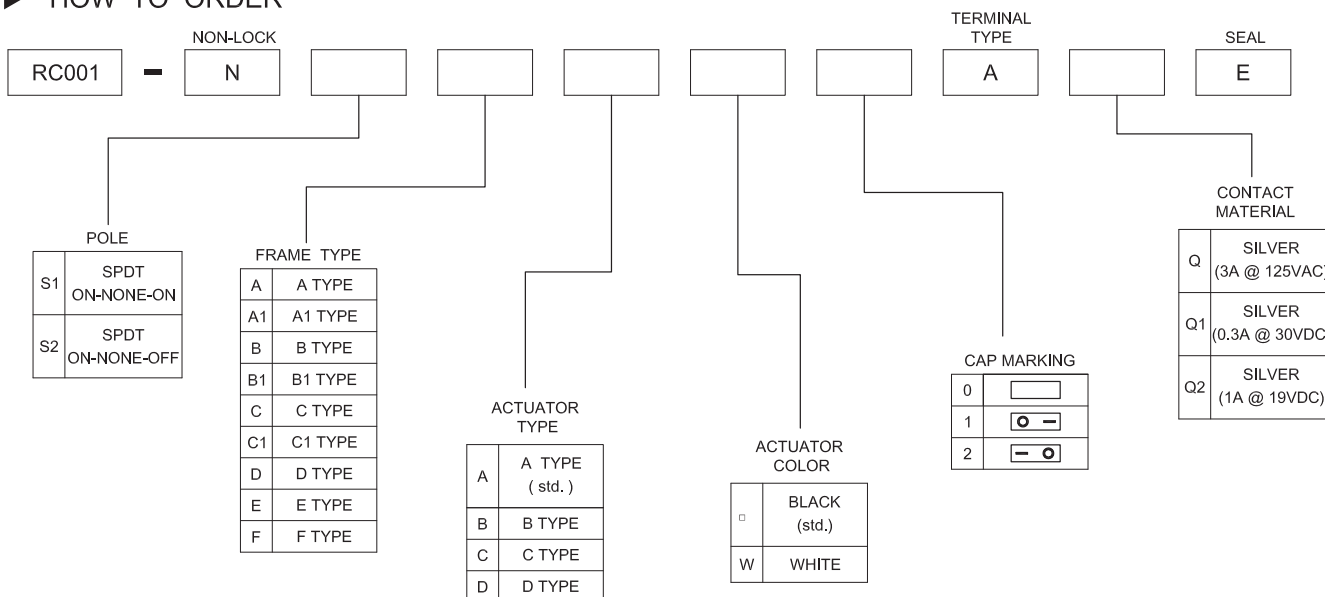 HOW TO ORDER
NON-LOCK
TERMINAL
TYPE
SEAL
RC001 - N A E
POLE
S1 SPDT
ON-NONE-ON
S2 SPDT
ON-NONE-OFF
FRAME TYPE
A A TYPE
A1 A1 TYPE
B B TYPE
B1 B1 TYPE
C C TYPE
C1 C1 TYPE
D D TYPE
E E TYPE
F F TYPE
ACTUATOR
TYPE
A A TYPE
( std. )
B B TYPE
C C TYPE
D D TYPE
ACTUATOR
COLOR
□ BLACK
(std.)
W WHITE
CAP MARKING
0
1 O –
2 – O
CONTACT
MATERIAL
Q SILVER
(3A @ 125VAC)
Q1 SILVER
(0.3A @ 30VDC
Q2 SILVER
(1A @ 19VDC)